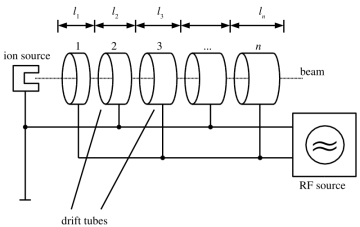 l1 l2 l3 ln
ion source
1 2 3 ... n
beam
RF source
drift tubes